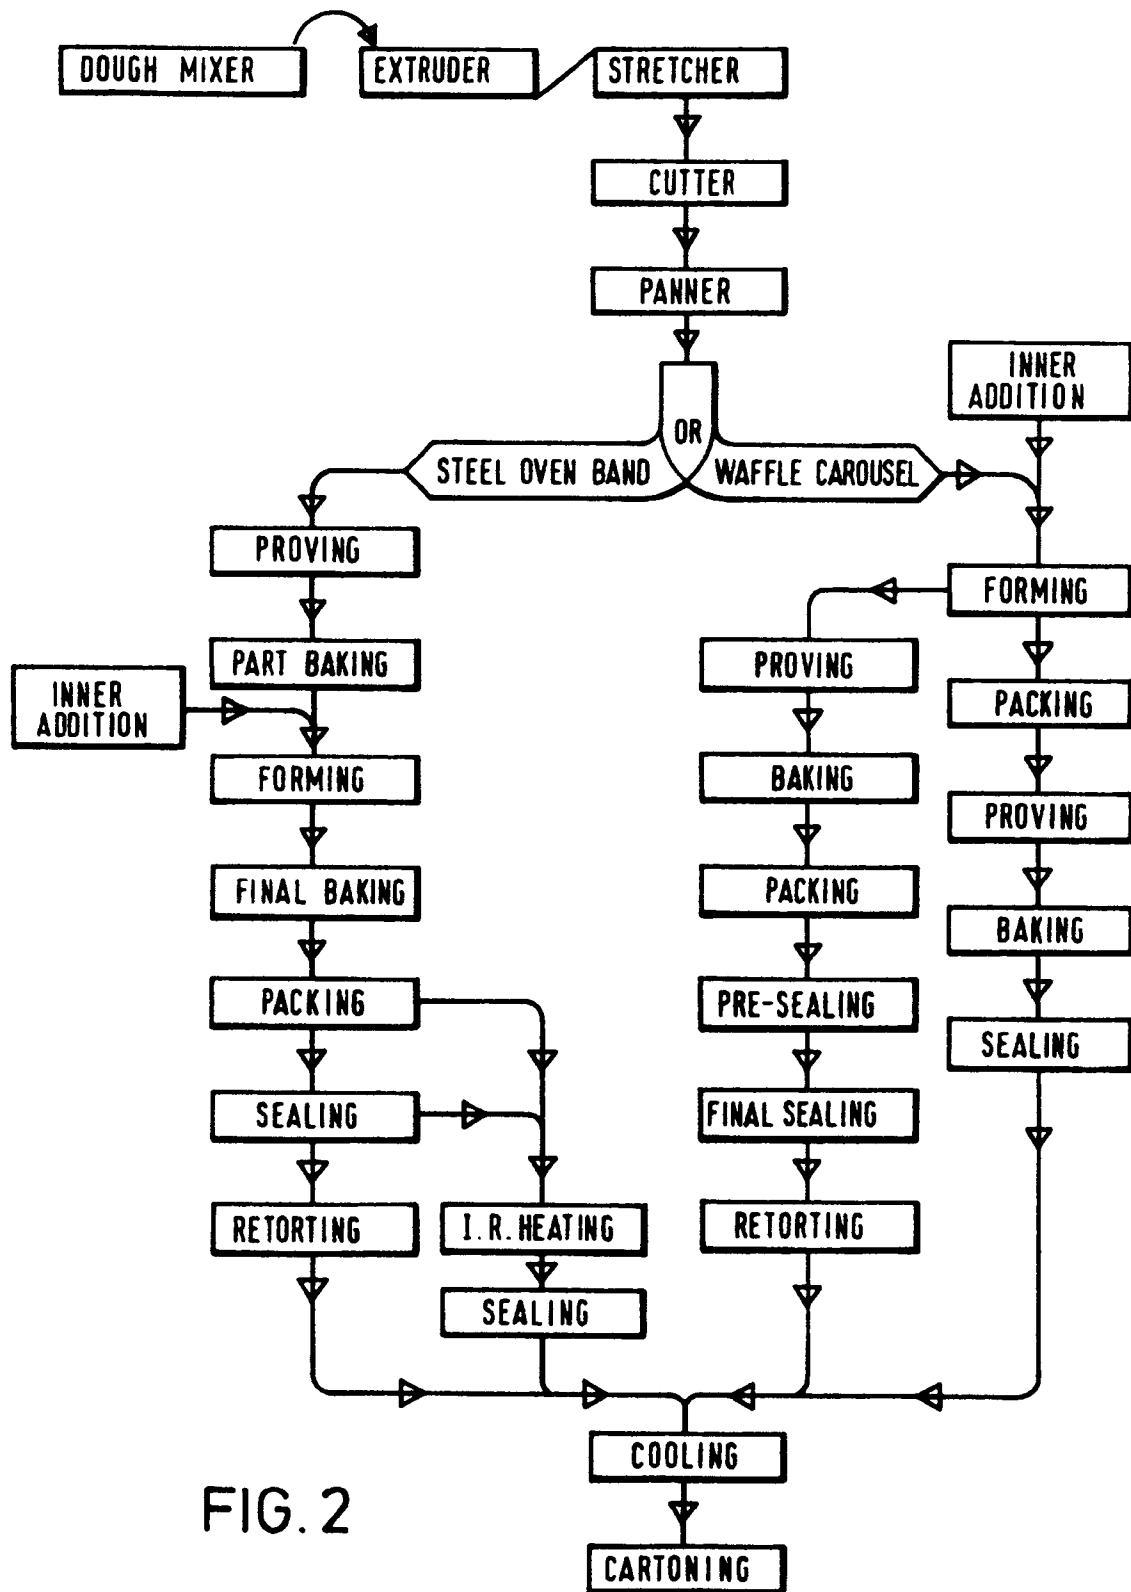 DOUGH MIXER
EXTRUDER
STRETCHER
CUTTER
PANNER
OR
STEEL OVEN BAND
WAFFLE CAROUSEL
INNER
ADDITION
PROVING
PART BAKING
INNER
ADDITION
FORMING
FINAL BAKING
PACKING
SEALING
RETORTING
I.R. HEATING
SEALING
FORMING
PROVING
BAKING
PACKING
PRE-SEALING
FINAL SEALING
RETORTING
PACKING
PROVING
BAKING
SEALING
COOLING
CARTONING
FIG. 2